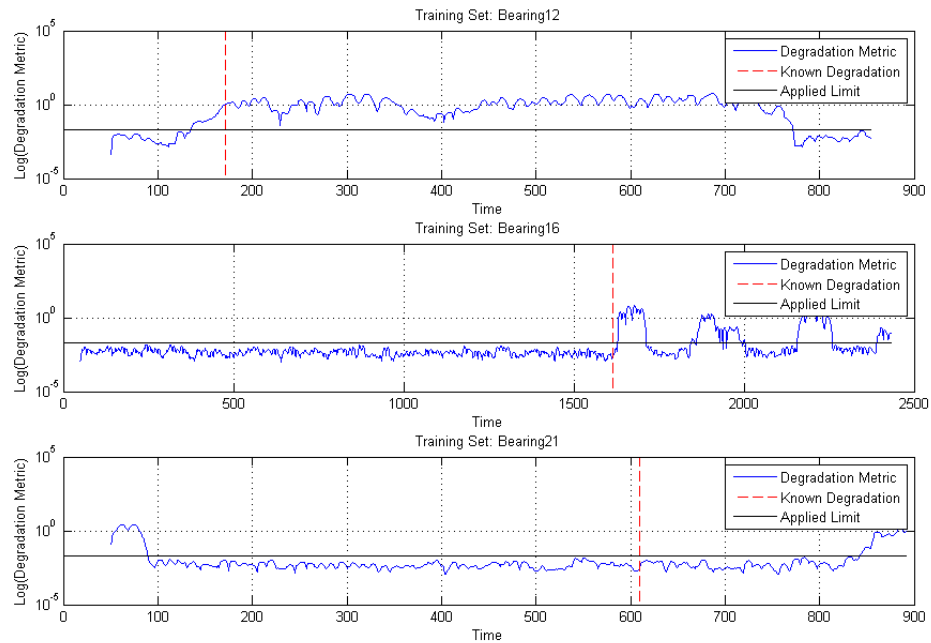 Training Set: Bearing12
Log(Degradation Metric)
10^5
10^0
10^-5
Degradation Metric
Known Degradation
Applied Limit
0 100 200 300 400 500 600 700 800 900
Time
Training Set: Bearing16
Log(Degradation Metric)
10^5
10^0
10^-5
Degradation Metric
Known Degradation
Applied Limit
0 500 1000 1500 2000 2500
Time
Training Set: Bearing21
Log(Degradation Metric)
10^5
10^0
10^-5
Degradation Metric
Known Degradation
Applied Limit
0 100 200 300 400 500 600 700 800 900
Time